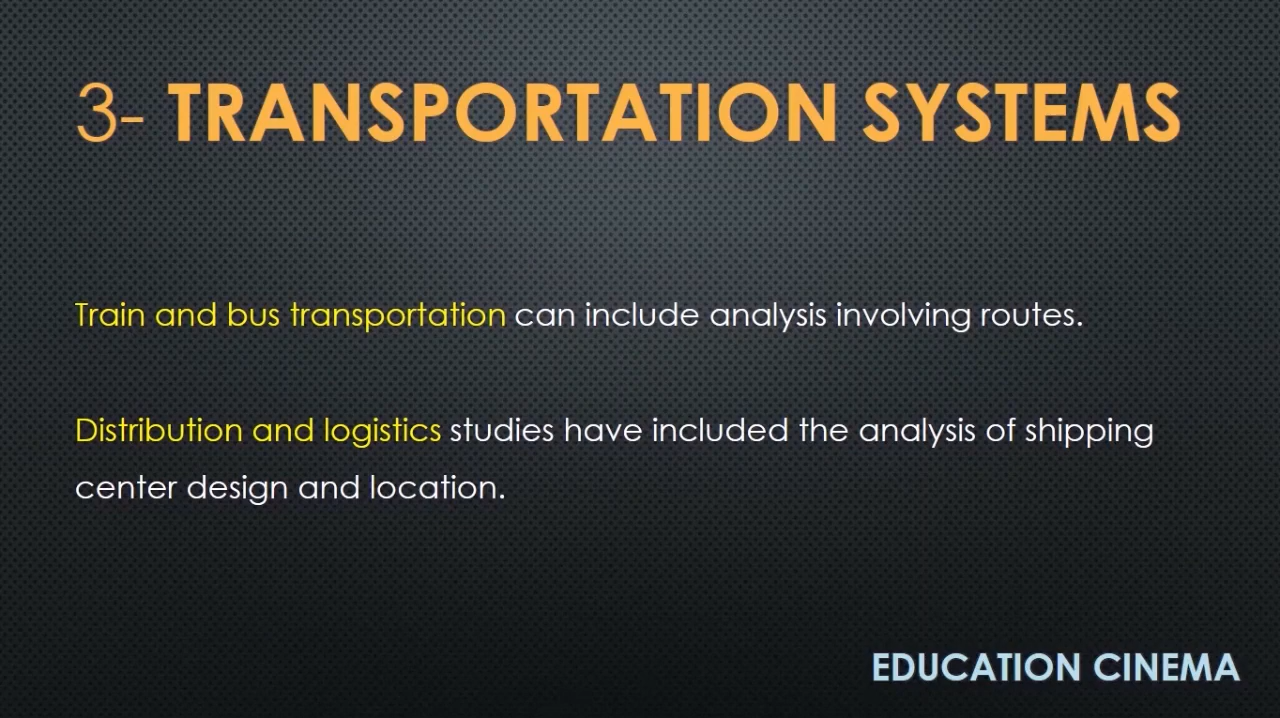 3- TRANSPORTATION SYSTEMS
Train and bus transportation can include analysis involving routes.
Distribution and logistics studies have included the analysis of shipping
center design and location.
EDUCATION CINEMA